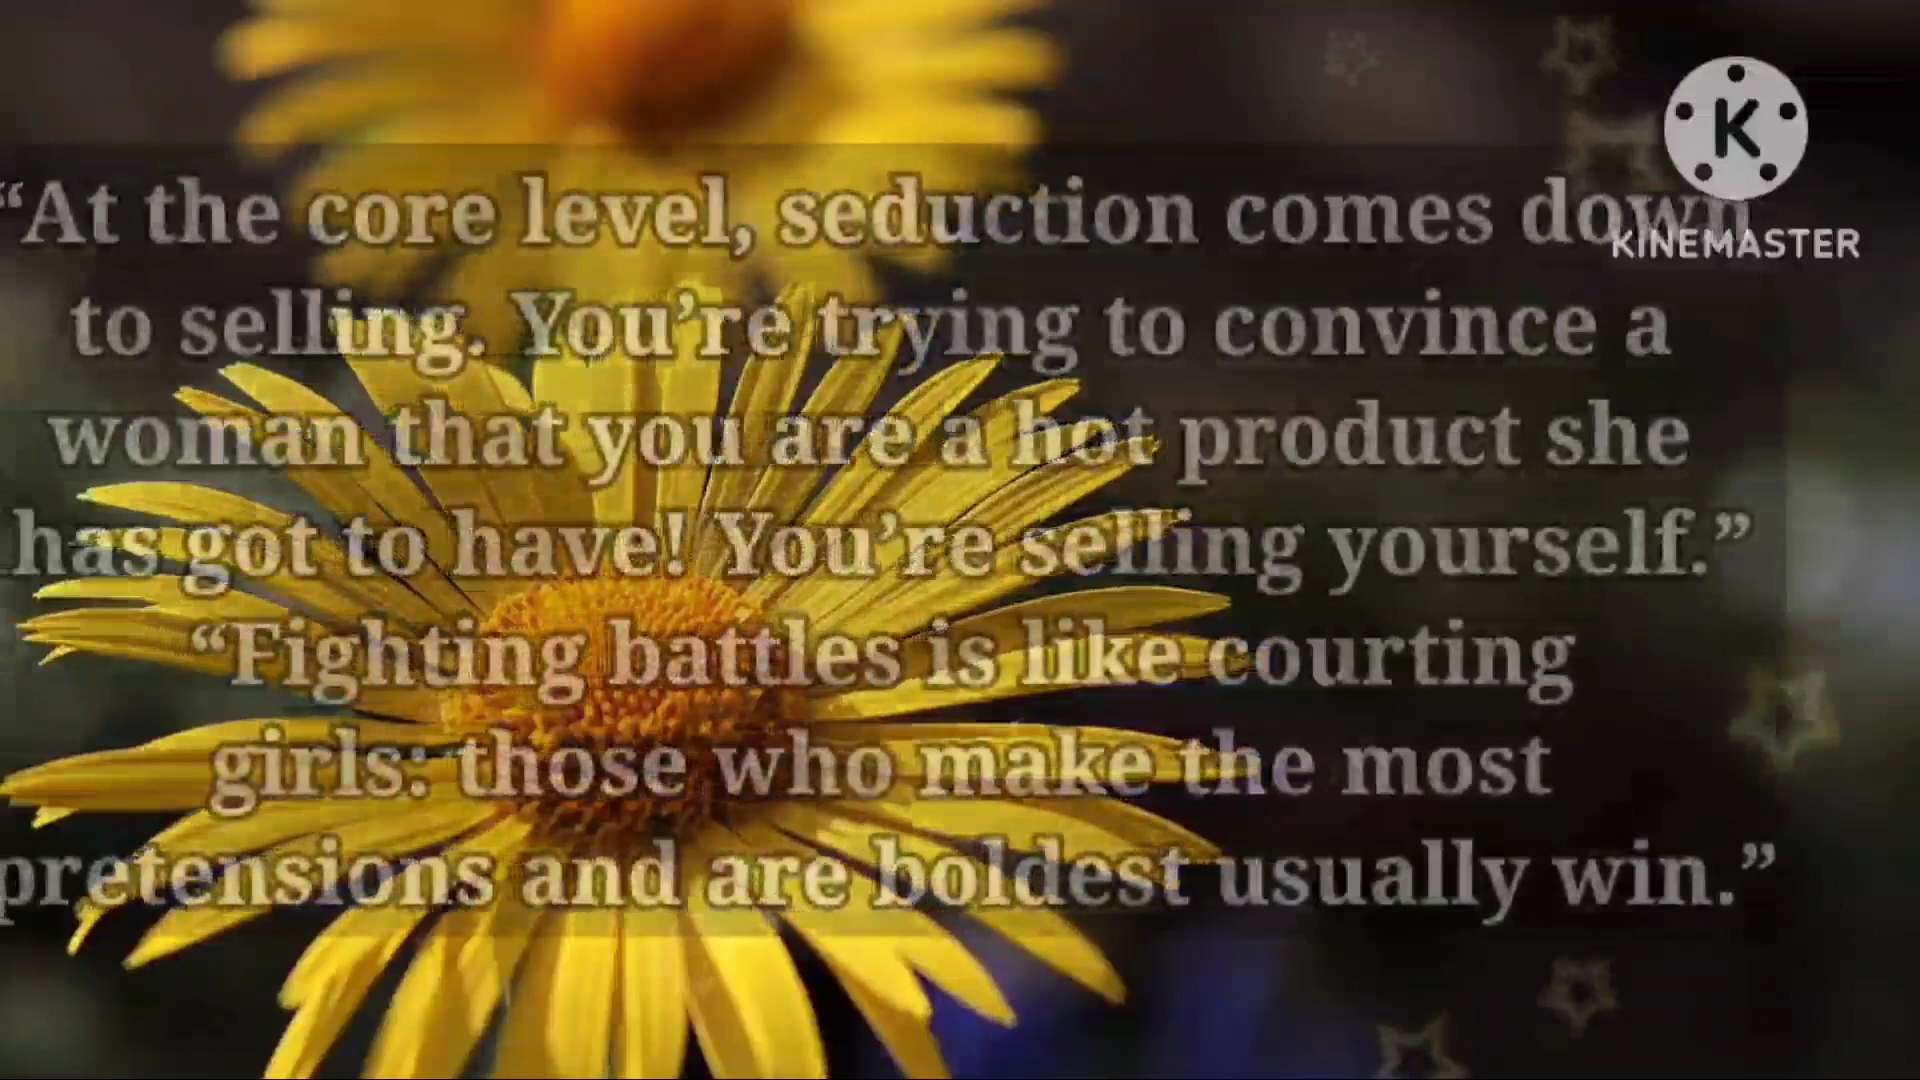 “At the core level, seduction comes down
to selling. You’re trying to convince a
woman that you are a hot product she
has got to have! You’re selling yourself.”
“Fighting battles is like courting
girls: those who make the most
pretensions and are boldest usually win.”
K
KINEMASTER